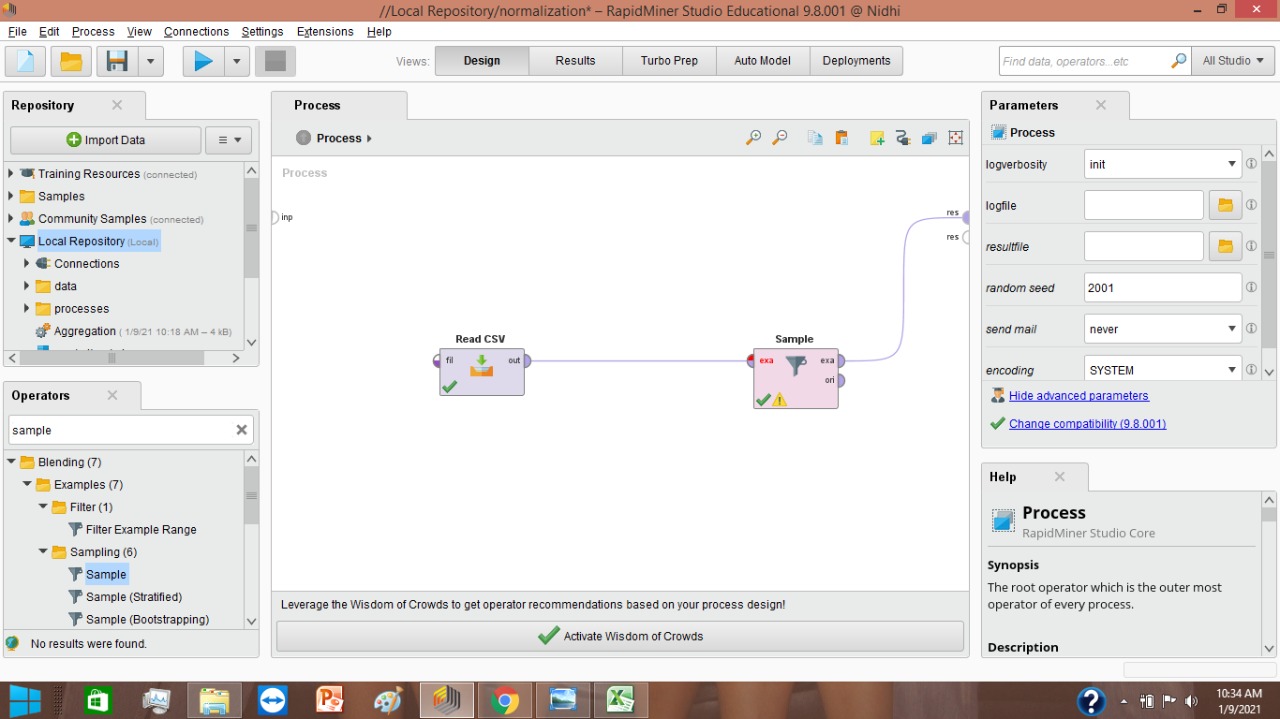 //Local Repository/normalization* – RapidMiner Studio Educational 9.8.001 @ Nidhi
File Edit Process View Connections Settings Extensions Help
Views: Design Results Turbo Prep Auto Model Deployments
Find data, operators...etc
All Studio
Repository
Import Data
Training Resources (connected)
Samples
Community Samples (connected)
Local Repository (Local)
Connections
data
processes
Aggregation ( 1/9/21 10:18 AM – 4 kB)
Operators
sample
Blending (7)
Examples (7)
Filter (1)
Filter Example Range
Sampling (6)
Sample
Sample (Stratified)
Sample (Bootstrapping)
No results were found.
Process
Process
Process
inp
res
res
Read CSV
fil out
Sample
exa exa
ori
Leverage the Wisdom of Crowds to get operator recommendations based on your process design!
Activate Wisdom of Crowds
Parameters
Process
logverbosity init
logfile
resultfile
random seed 2001
send mail never
encoding SYSTEM
Hide advanced parameters
Change compatibility (9.8.001)
Help
Process
RapidMiner Studio Core
Synopsis
The root operator which is the outer most
operator of every process.
Description
10:34 AM
1/9/2021